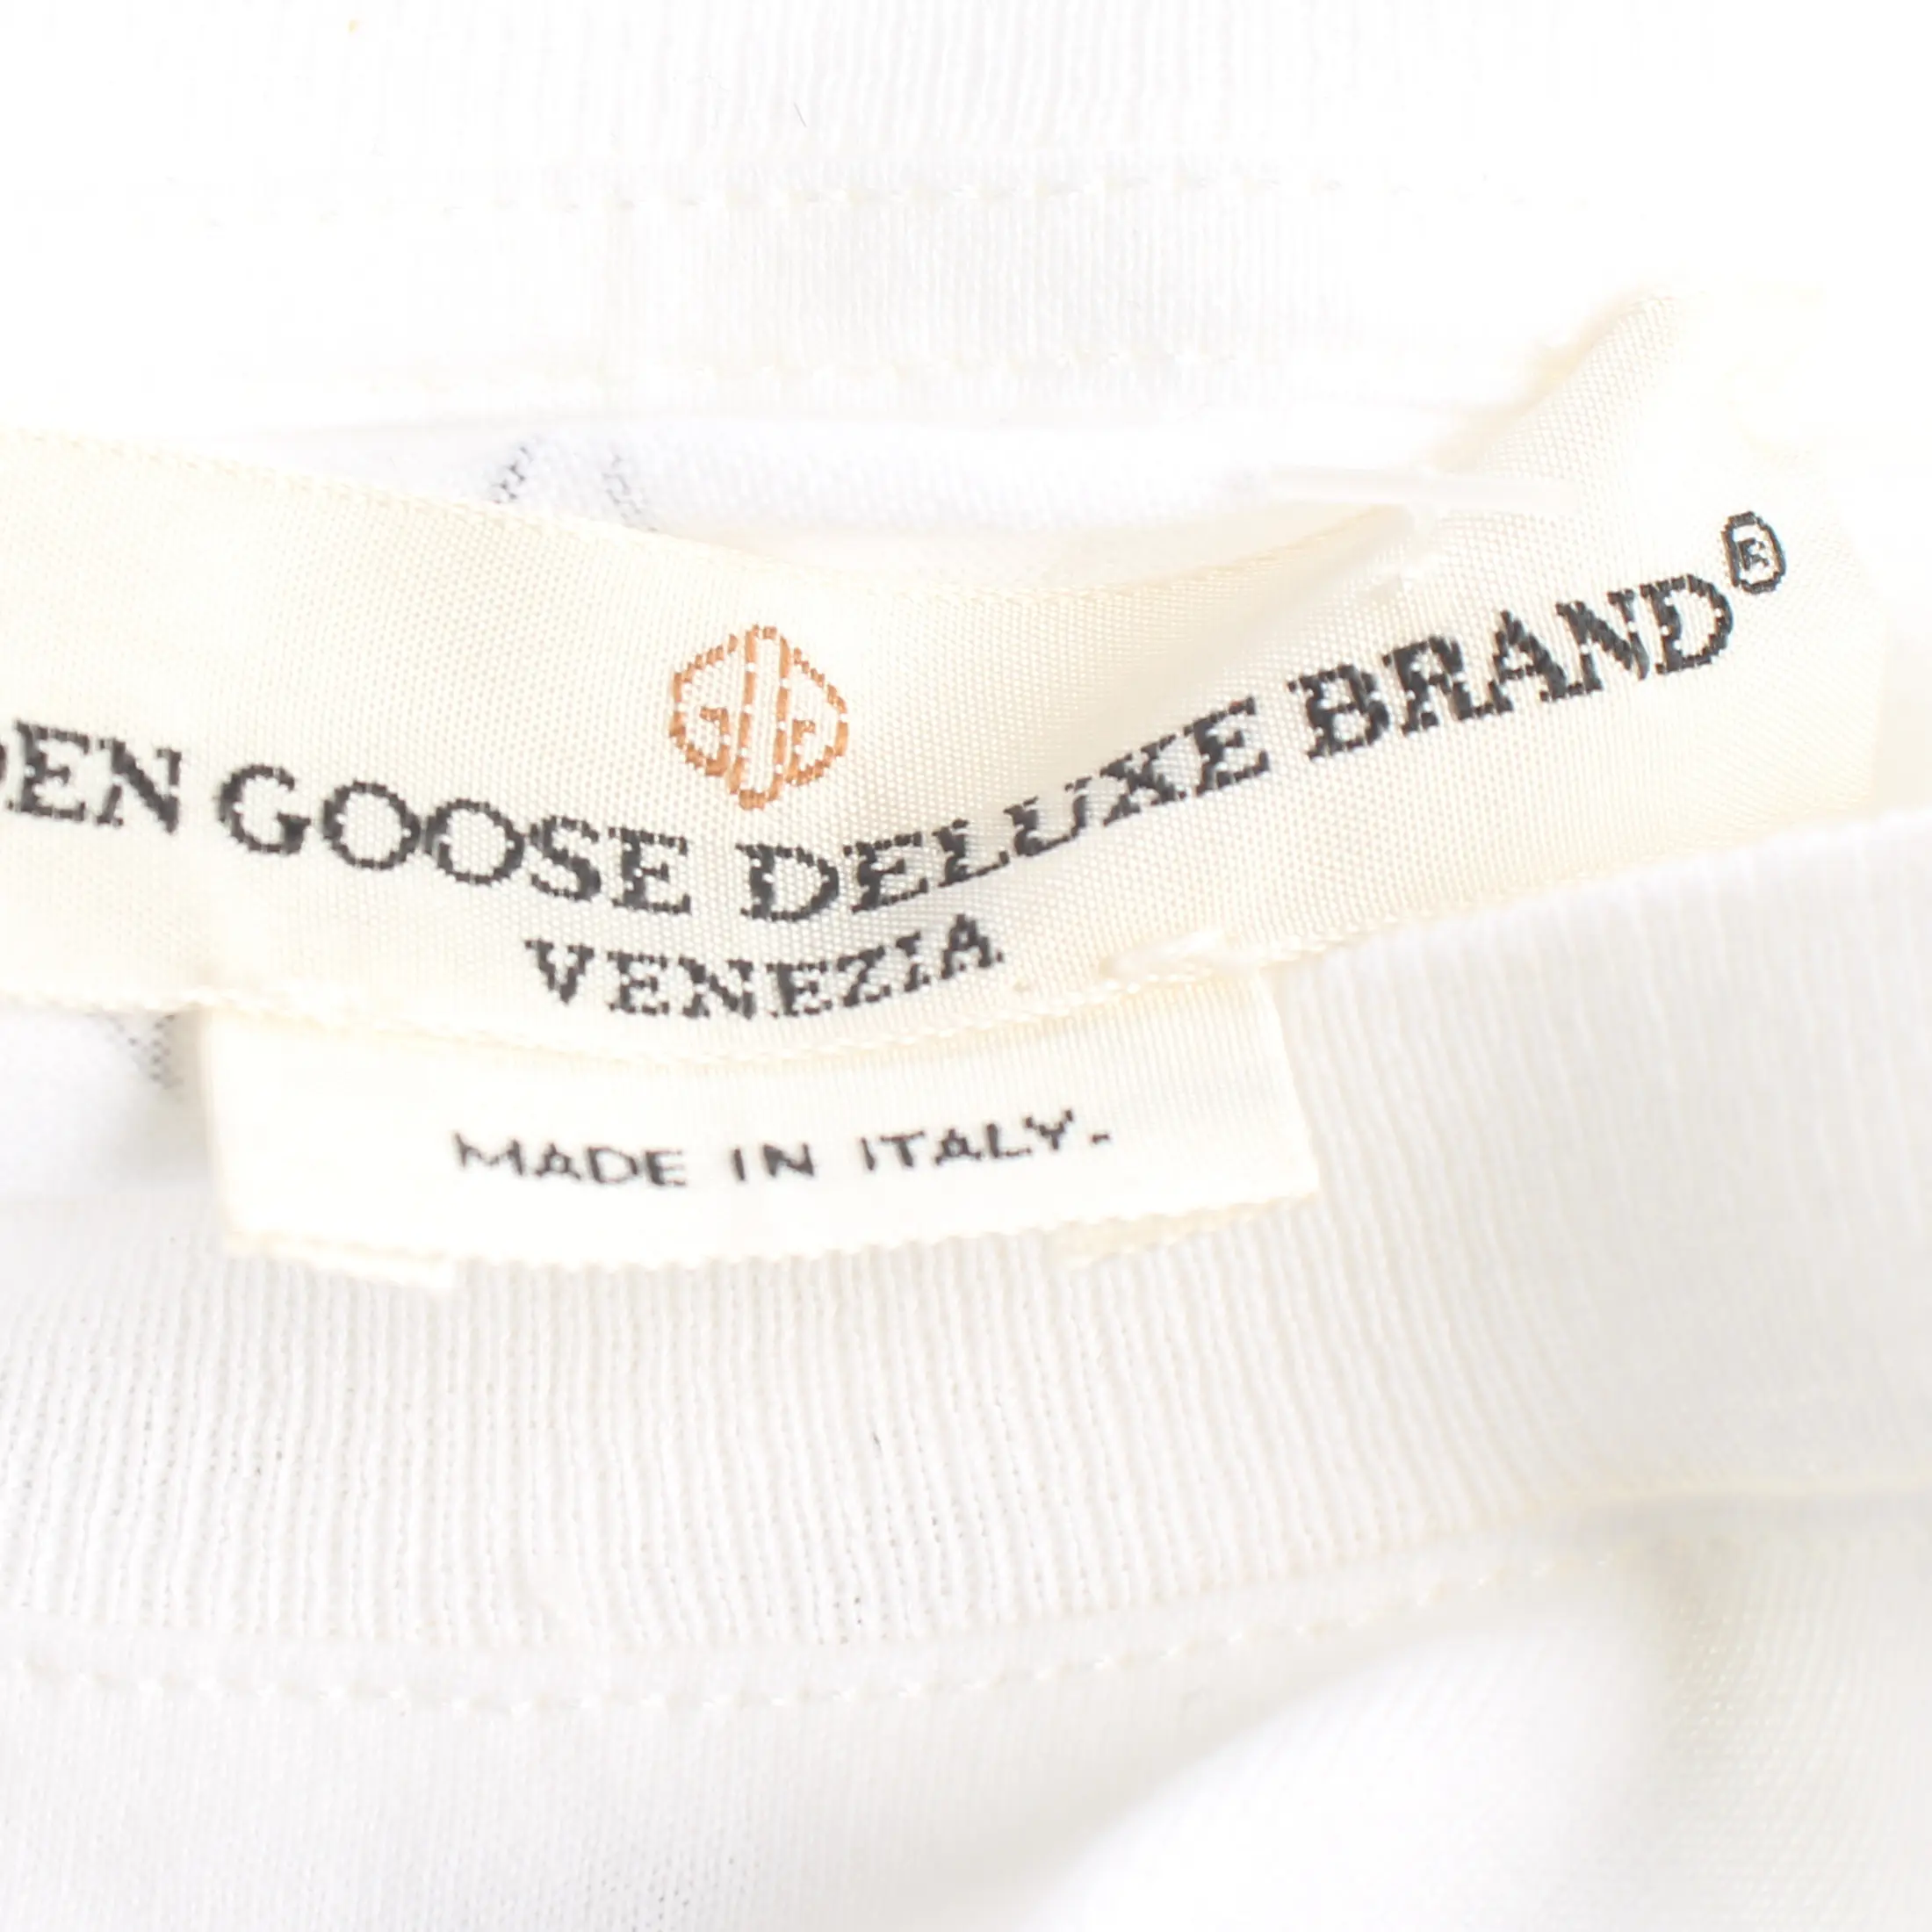 DEN GOOSE DELUXE BRAND®
VENEZIA
MADE IN ITALY.